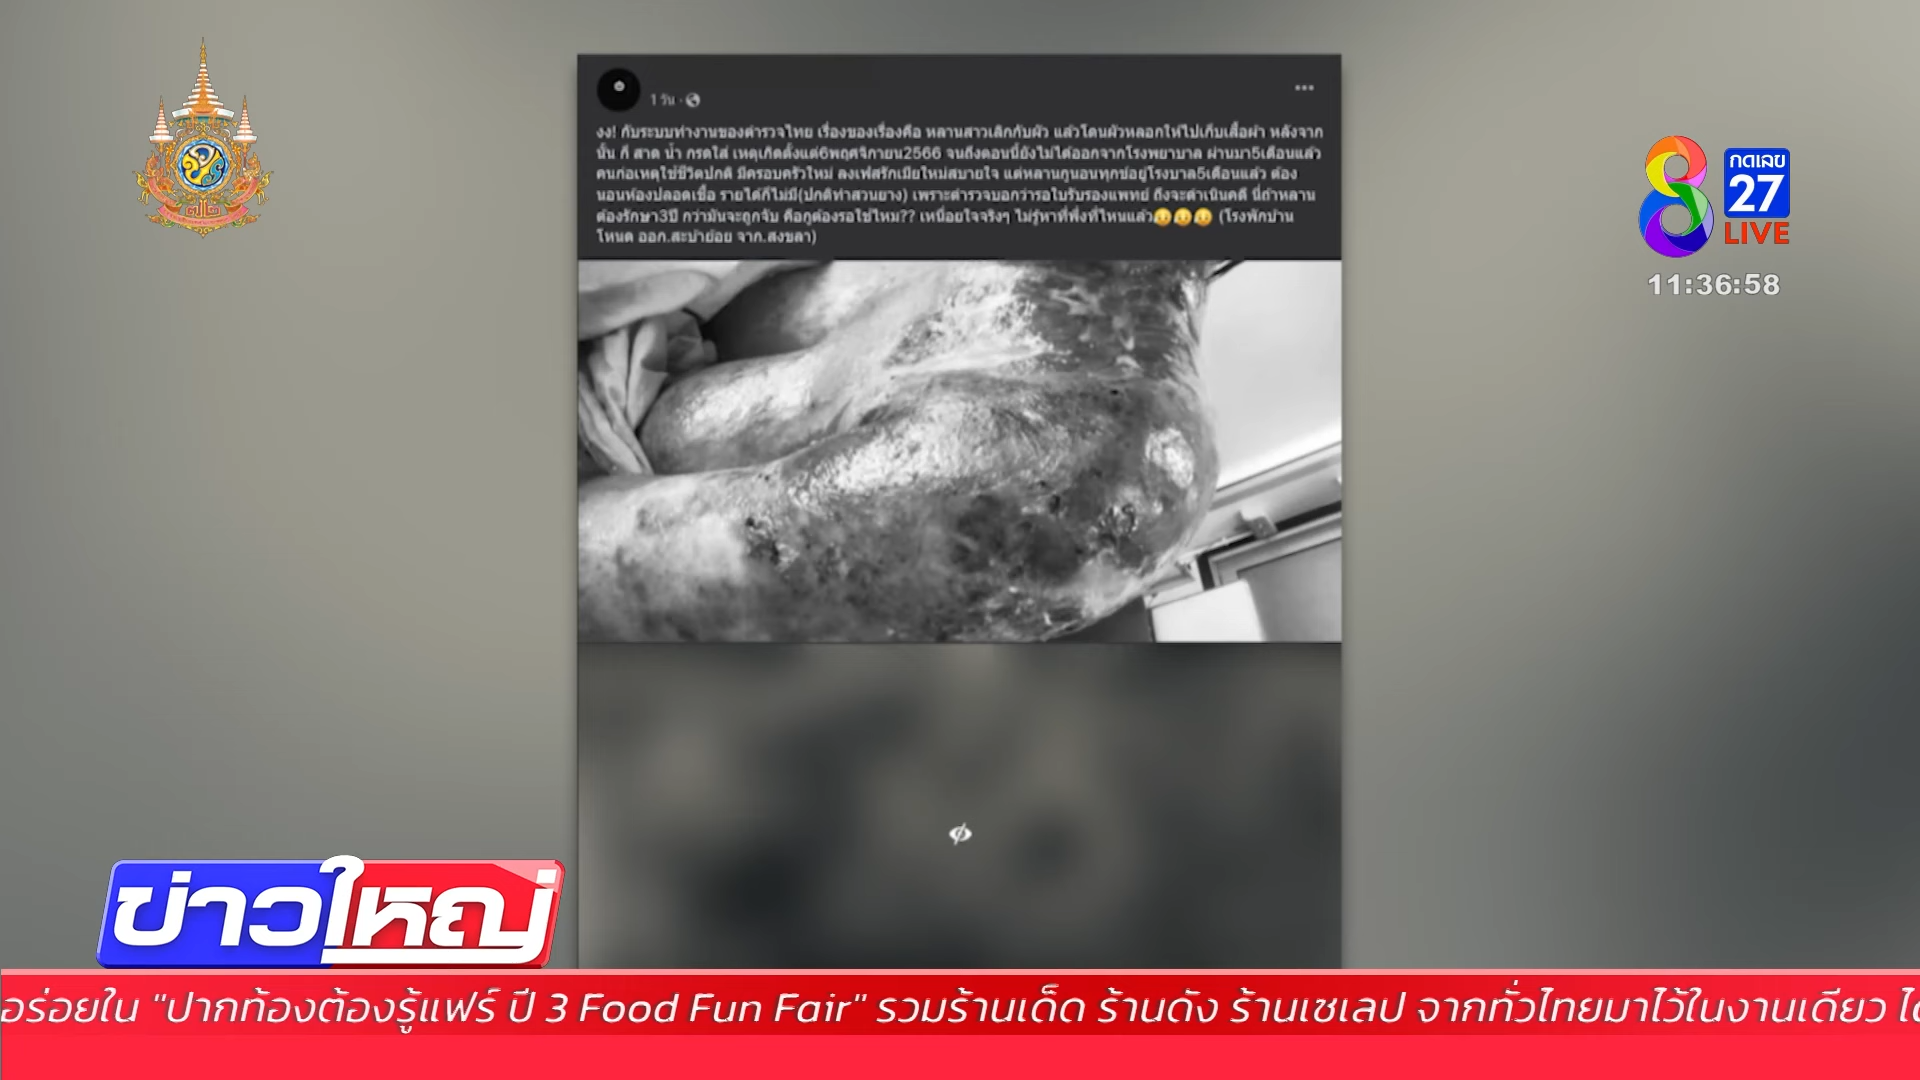 1 วัน
งง! กับระบบทำงานของตำรวจไทย เรื่องของเรื่องคือ หลานสาวเลิกกับผัว แล้วโดนผัวหลอกให้ไปเก็บเสื้อผ้า หลังจาก
นั้น ก็ สาด น้ำ กรดใส่ เหตุเกิดตั้งแต่6พฤศจิกายน2566 จนถึงตอนนี้ยังไม่ได้ออกจากโรงพยาบาล ผ่านมา5เดือนแล้ว
คนก่อเหตุใช้ชีวิตปกติ มีครอบครัวใหม่ ลงเฟสรักเมียใหม่สบายใจ แต่หลานกูนอนทุกข์อยู่โรงบาล5เดือนแล้ว ต้อง
นอนห้องปลอดเชื้อ รายได้ก็ไม่มี(ปกติทำสวนยาง) เพราะตำรวจบอกว่ารอใบรับรองแพทย์ ถึงจะดำเนินคดี นี่ถ้าหลาน
ต้องรักษา3ปี กว่ามันจะถูกจับ คือกูต้องรอใช่ไหม?? เหนื่อยใจจริงๆ ไม่รู้หาที่พึ่งที่ไหนแล้ว😢😢😢 (โรงพักบ้าน
โหนด ออ.สะบ้าย้อย จาก.สงขลา)
กดเลข
27
LIVE
11:36:58
ข่าวใหญ่
อร่อยใน "ปากท้องต้องรู้แฟร์ ปี 3 Food Fun Fair" รวมร้านเด็ด ร้านดัง ร้านเซเลป จากทั่วไทยมาไว้ในงานเดียว